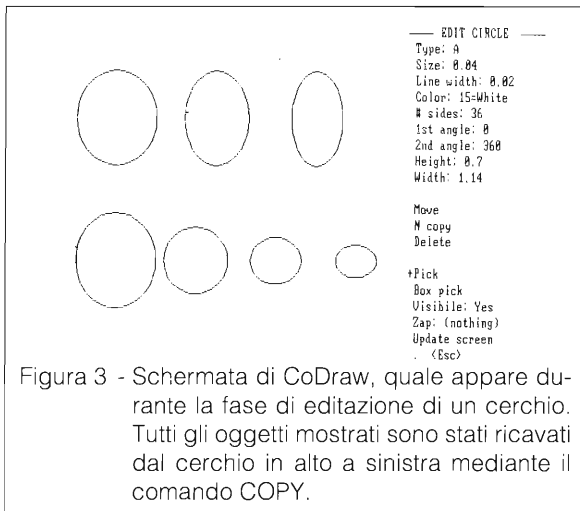 —— EDIT CIRCLE ——
Type: A
Size: 0.04
Line width: 0.02
Color: 15=White
# sides: 36
1st angle: 0
2nd angle: 360
Height: 0.7
Width: 1.14
Move
N copy
Delete
+Pick
Box pick
Visibile: Yes
Zap: (nothing)
Update screen
. (Esc)
Figura 3 - Schermata di CoDraw, quale appare du-
rante la fase di editazione di un cerchio.
Tutti gli oggetti mostrati sono stati ricavati
dal cerchio in alto a sinistra mediante il
comando COPY.